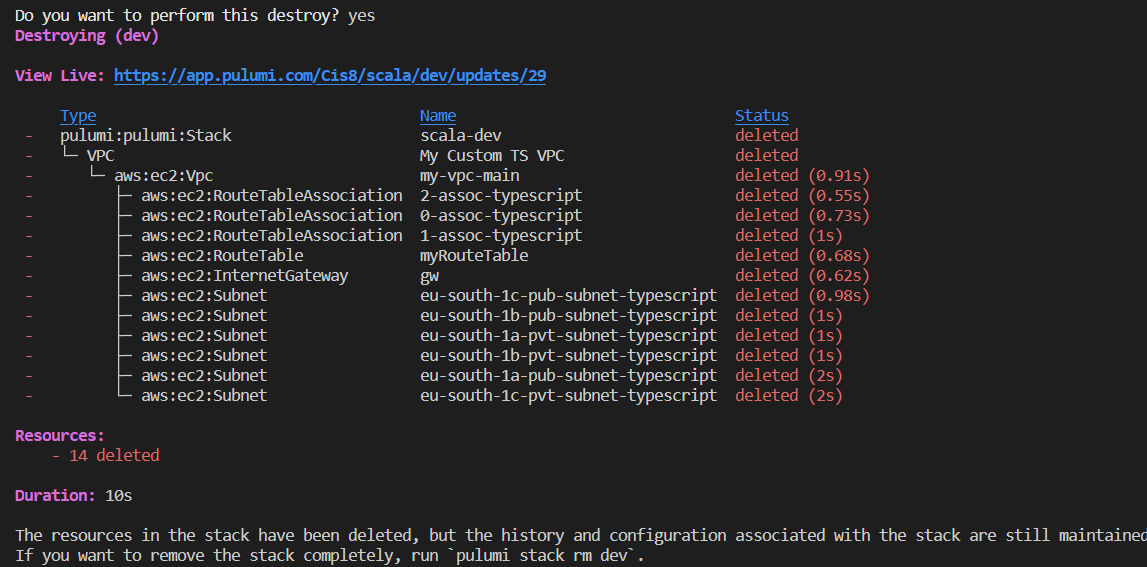 Do you want to perform this destroy? yes
Destroying (dev)
View Live: https://app.pulumi.com/Cis8/scala/dev/updates/29
Type Name Status
- pulumi:pulumi:Stack scala-dev deleted
- └─ VPC My Custom TS VPC deleted
- └─ aws:ec2:Vpc my-vpc-main deleted (0.91s)
- ├─ aws:ec2:RouteTableAssociation 2-assoc-typescript deleted (0.55s)
- ├─ aws:ec2:RouteTableAssociation 0-assoc-typescript deleted (0.73s)
- ├─ aws:ec2:RouteTableAssociation 1-assoc-typescript deleted (1s)
- ├─ aws:ec2:RouteTable myRouteTable deleted (0.68s)
- ├─ aws:ec2:InternetGateway gw deleted (0.62s)
- ├─ aws:ec2:Subnet eu-south-1c-pub-subnet-typescript deleted (0.98s)
- ├─ aws:ec2:Subnet eu-south-1b-pub-subnet-typescript deleted (1s)
- ├─ aws:ec2:Subnet eu-south-1a-pvt-subnet-typescript deleted (1s)
- ├─ aws:ec2:Subnet eu-south-1b-pvt-subnet-typescript deleted (1s)
- ├─ aws:ec2:Subnet eu-south-1a-pub-subnet-typescript deleted (2s)
- └─ aws:ec2:Subnet eu-south-1c-pvt-subnet-typescript deleted (2s)
Resources:
- 14 deleted
Duration: 10s
The resources in the stack have been deleted, but the history and configuration associated with the stack are still maintained
If you want to remove the stack completely, run `pulumi stack rm dev`.